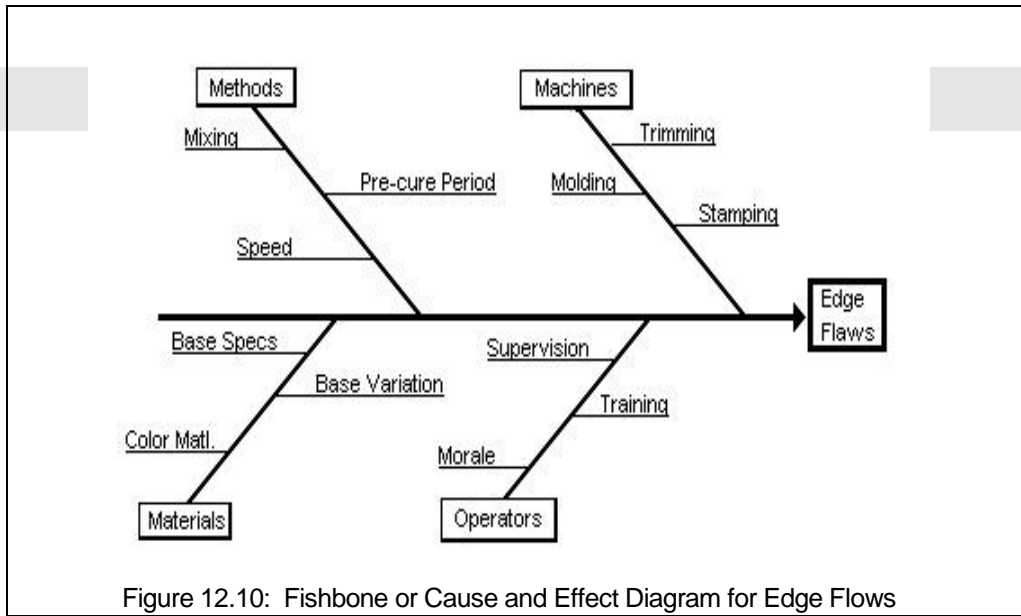 Methods
Machines
Mixing
Trimming
Pre-cure Period
Molding
Stamping
Speed
Edge
Flaws
Base Specs
Supervision
Base Variation
Training
Color Matl.
Morale
Materials
Operators
Figure 12.10: Fishbone or Cause and Effect Diagram for Edge Flows